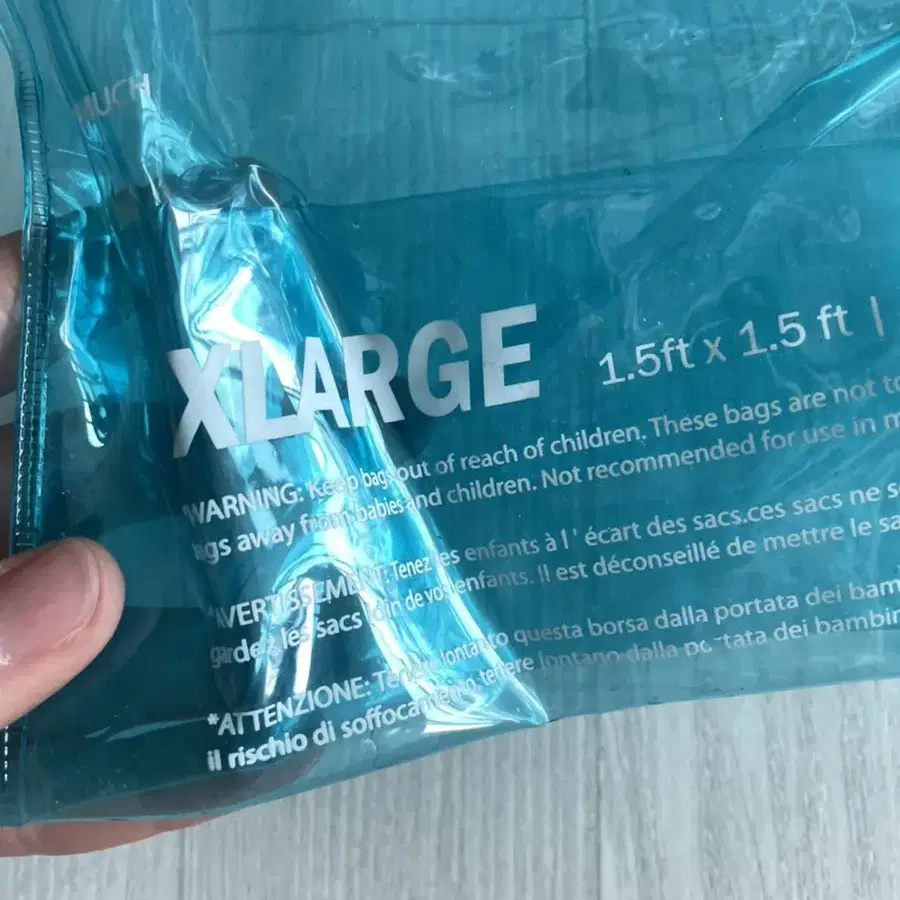 MUCH
XLARGE 1.5ft x 1.5 ft |
*WARNING: Keep bags out of reach of children. These bags are not to
bags away from babies and children. Not recommended for use in m
*AVERTISSEMENT: Tenez les enfants à l' écart des sacs.ces sacs ne s
gardez les sacs loin de vos enfants. Il est déconseillé de mettre le sa
*ATTENZIONE: Tenere lontano questa borsa dalla portata dei bam
il rischio di soffocamento, tenere lontano dalla portata dei bambin